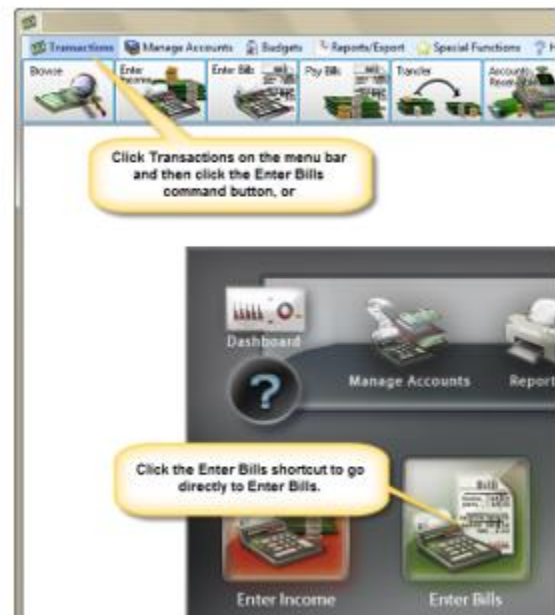 Transactions Manage Accounts Budgets Reports/Export Special Functions
Browse Enter Income Enter Bills Pay Bills Transfer Accounts
Click Transactions on the menu bar
and then click the Enter Bills
command button, or
Dashboard
?
Manage Accounts Report
Click the Enter Bills shortcut to go
directly to Enter Bills.
Bill
Enter Income Enter Bills